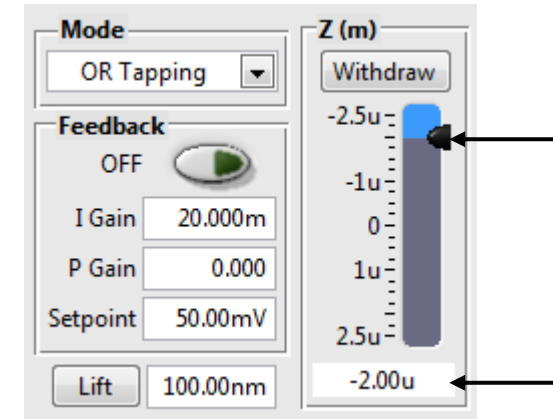 Mode
OR Tapping
Feedback
OFF
I Gain 20.000m
P Gain 0.000
Setpoint 50.00mV
Lift 100.00nm
Z (m)
Withdraw
-2.5u
-1u
0
1u
2.5u
-2.00u